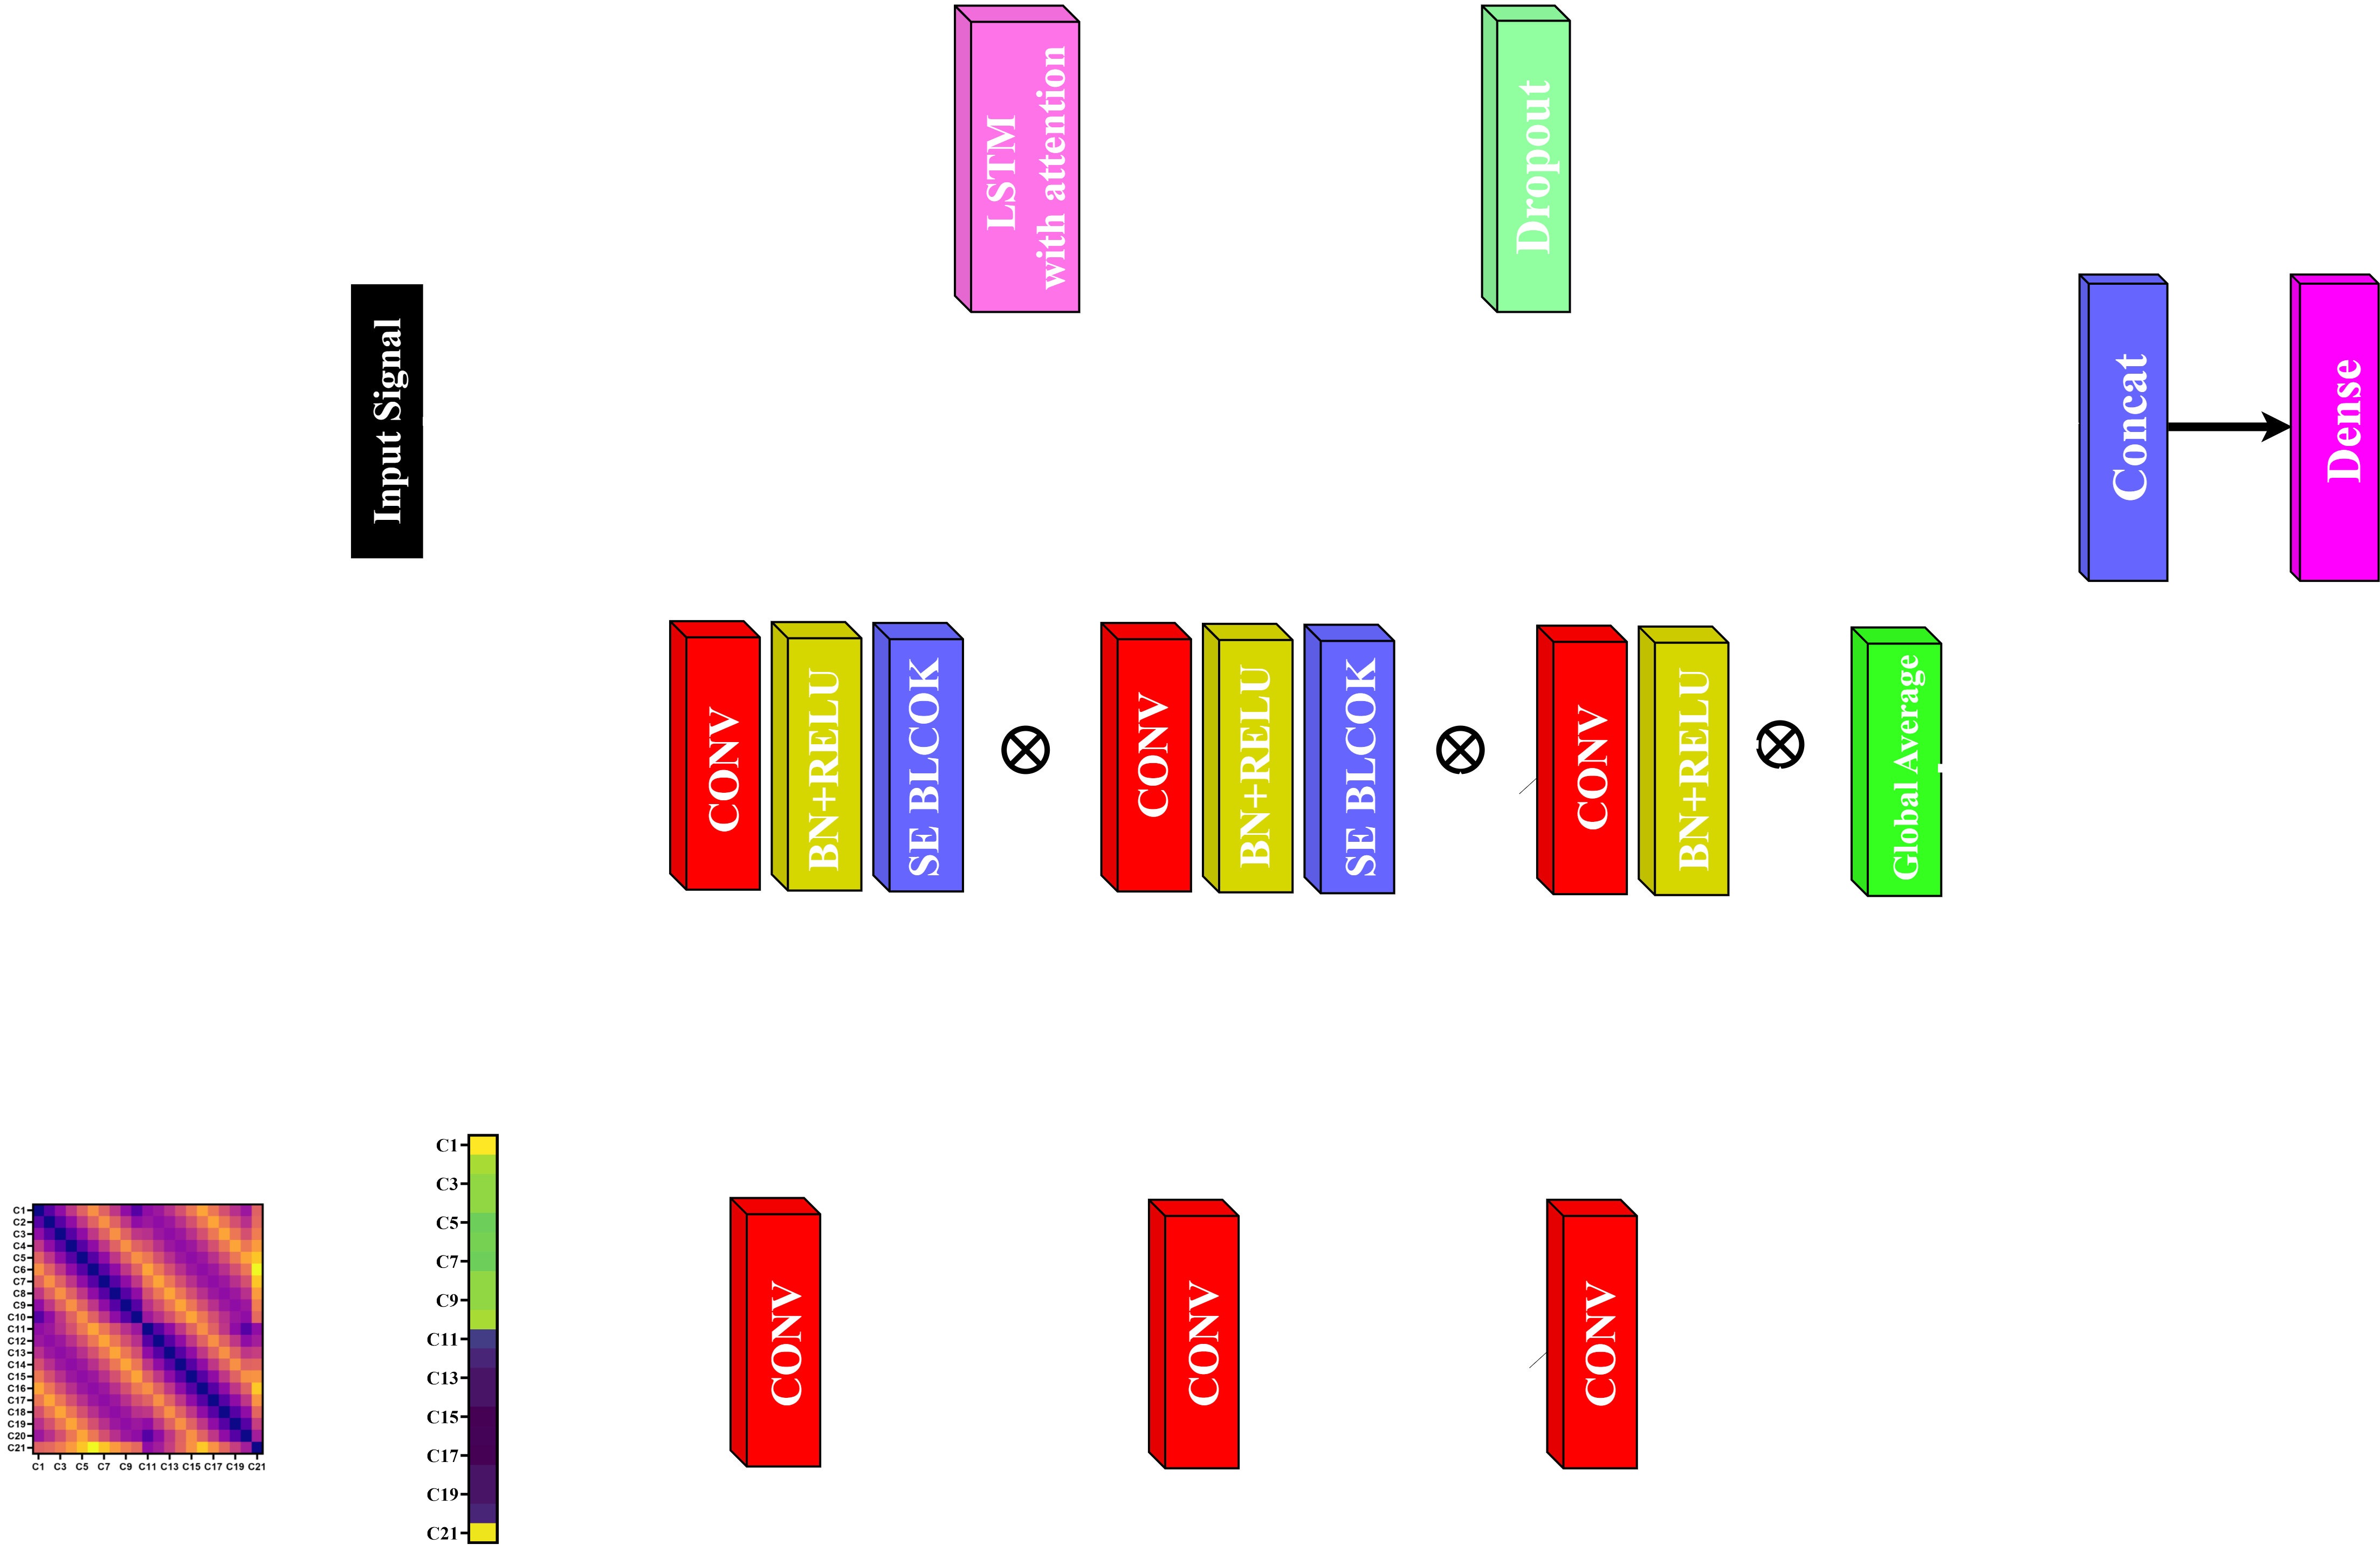 LSTM
with attention
Dropout
Input Signal
Concat
Dense
CONV
BN+RELU
SE BLCOK
CONV
BN+RELU
SE BLCOK
CONV
BN+RELU
Global Average
C1
C2
C3
C4
C5
C6
C7
C8
C9
C10
C11
C12
C13
C14
C15
C16
C17
C18
C19
C20
C21
C1 C3 C5 C7 C9 C11 C13 C15 C17 C19 C21
C1
C3
C5
C7
C9
C11
C13
C15
C17
C19
C21
CONV
CONV
CONV